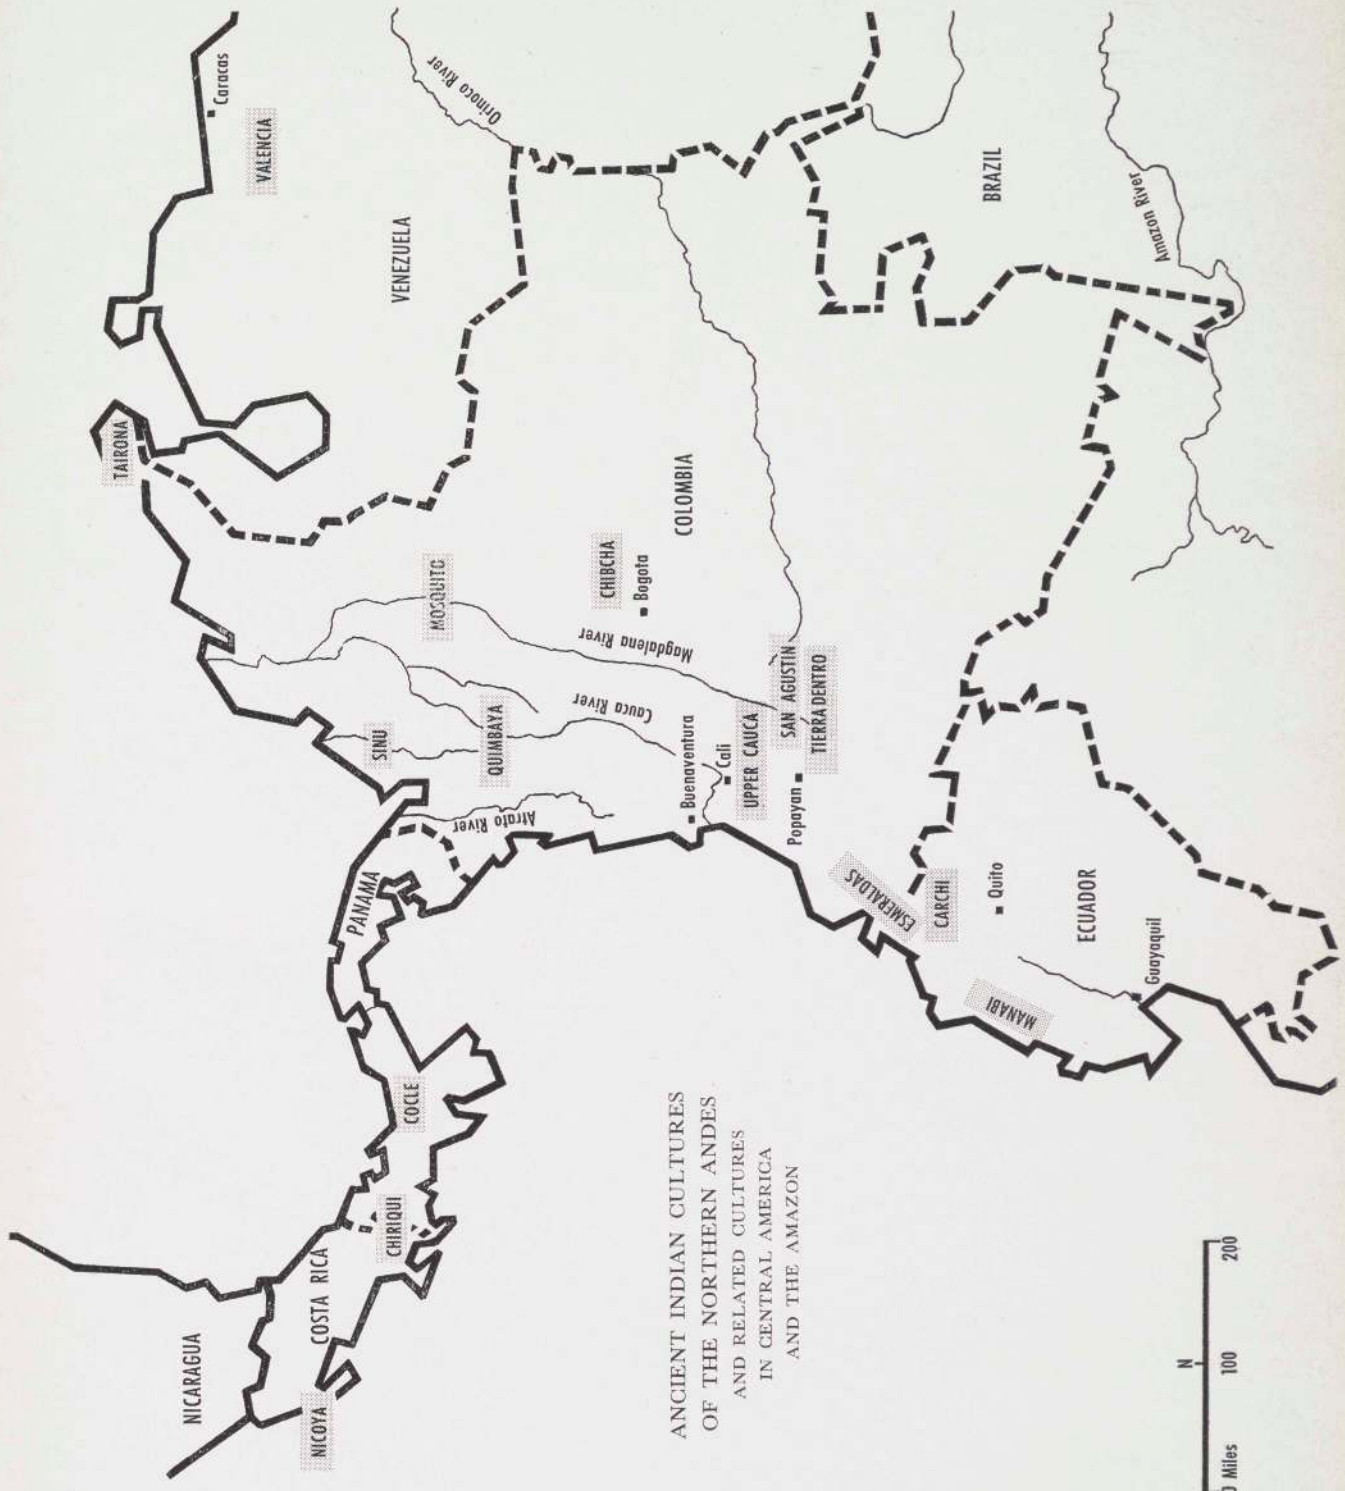 NICARAGUA
COSTA RICA
NICOYA
CHIRIQUI
COCLE
PANAMA
TAIRONA
Caracas
VALENCIA
VENEZUELA
Orinoco River
SINU
MOSQUITO
QUIMBAYA
Atrato River
Cauca River
Magdalena River
CHIBCHA
Bogota
COLOMBIA
Buenaventura
Cali
UPPER CAUCA
SAN AGUSTIN
TIERRADENTRO
Popayan
ESMERALDAS
CARCHI
Quito
ECUADOR
MANABI
Guayaquil
BRAZIL
Amazon River
ANCIENT INDIAN CULTURES
OF THE NORTHERN ANDES
AND RELATED CULTURES
IN CENTRAL AMERICA
AND THE AMAZON
N
Miles
100
200